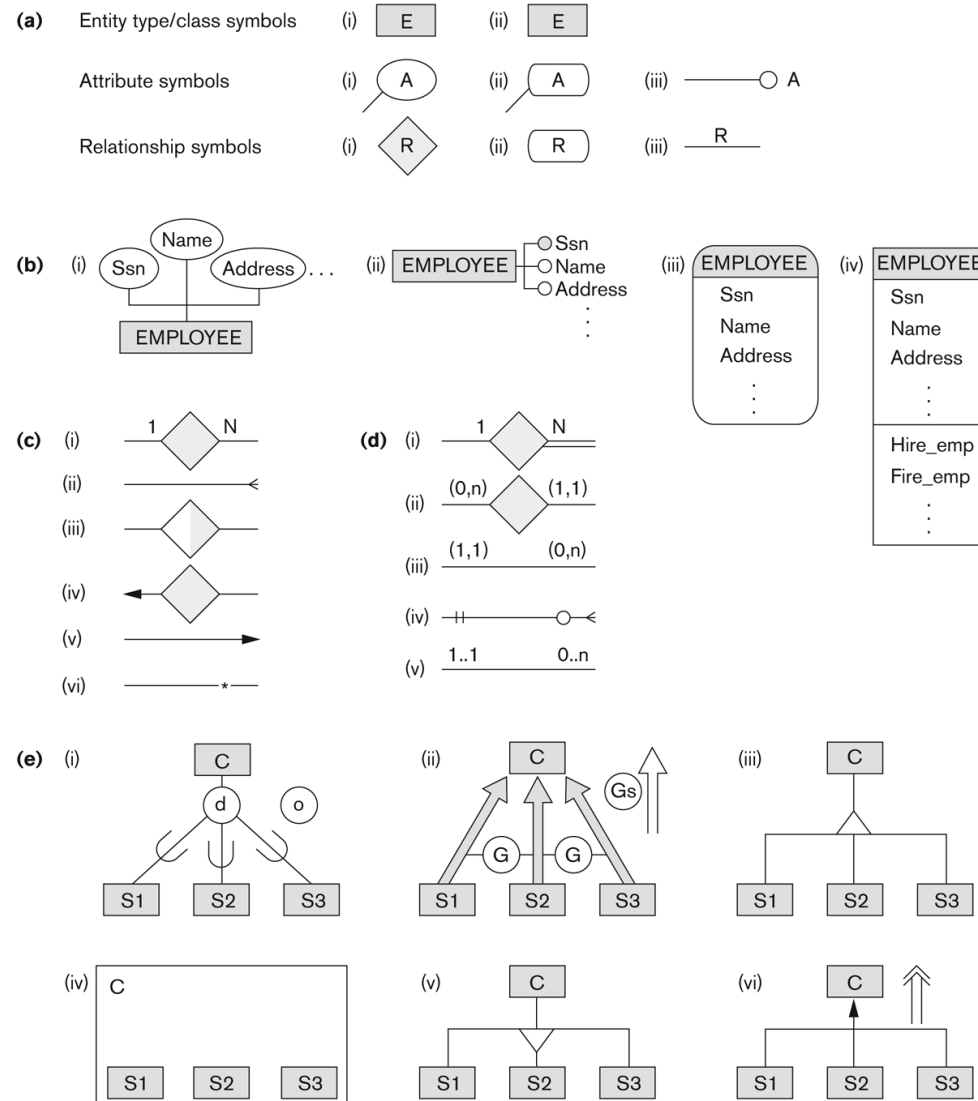 (a) Entity type/class symbols (i) E (ii) E
Attribute symbols (i) A (ii) A (iii) A
Relationship symbols (i) R (ii) R (iii) R
(b) (i) Ssn Name Address . . .
EMPLOYEE
(ii) EMPLOYEE
Ssn
Name
Address
(iii) EMPLOYEE
Ssn
Name
Address
(iv) EMPLOYEE
Ssn
Name
Address
Hire_emp
Fire_emp
(c) (i) 1 N
(ii)
(iii)
(iv)
(v)
(vi) *
(d) (i) 1 N
(ii) (0,n) (1,1)
(iii) (1,1) (0,n)
(iv)
(v) 1..1 0..n
(e) (i) C
d o
S1 S2 S3
(ii) C
Gs
G G
S1 S2 S3
(iii) C
S1 S2 S3
(iv) C
S1 S2 S3
(v) C
S1 S2 S3
(vi) C
S1 S2 S3